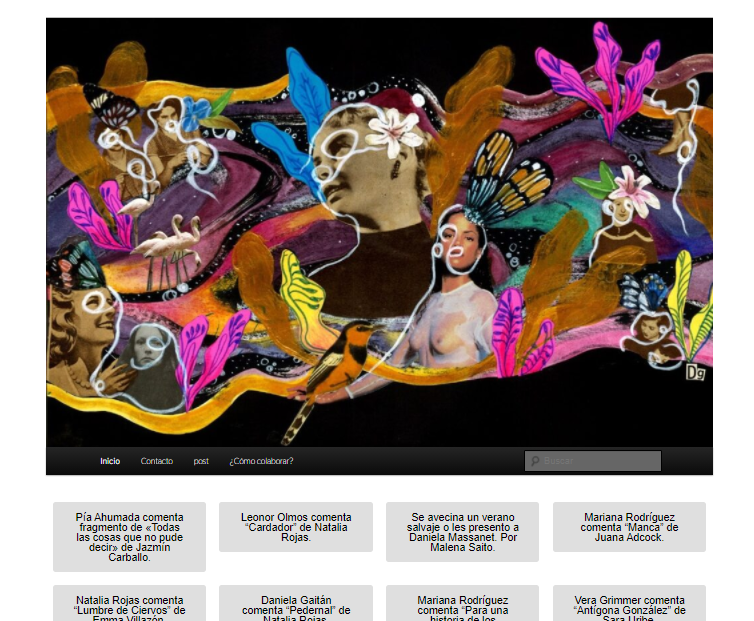 Dg
Inicio Contacto post ¿Cómo colaborar? Buscar
Pía Ahumada comenta
fragmento de «Todas
las cosas que no pude
decir» de Jazmín
Carballo.
Leonor Olmos comenta
“Cardador” de Natalia
Rojas.
Se avecina un verano
salvaje o les presento a
Daniela Massanet. Por
Malena Saito.
Mariana Rodríguez
comenta “Manca” de
Juana Adcock.
Natalia Rojas comenta
“Lumbre de Ciervos” de
Emma Villazón
Daniela Gaitán
comenta “Pedernal” de
Natalia Rojas
Mariana Rodríguez
comenta “Para una
historia de los
Vera Grimmer comenta
“Antígona González” de
Sara Uribe